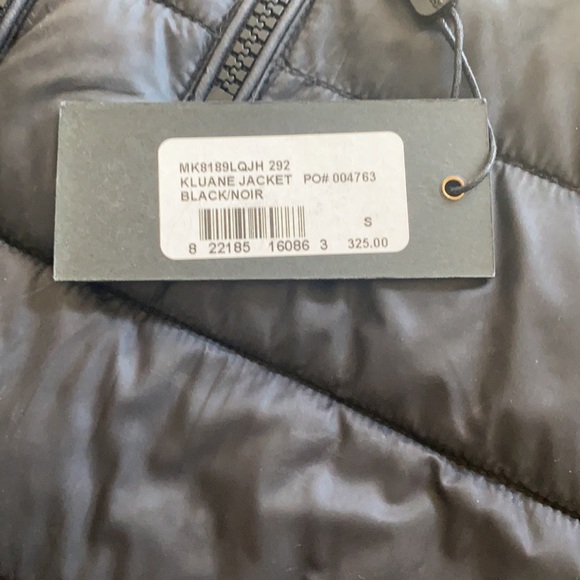 MK8189LQJH 292
KLUANE JACKET PO# 004763
BLACK/NOIR
S
8 22185 16086 3 325.00